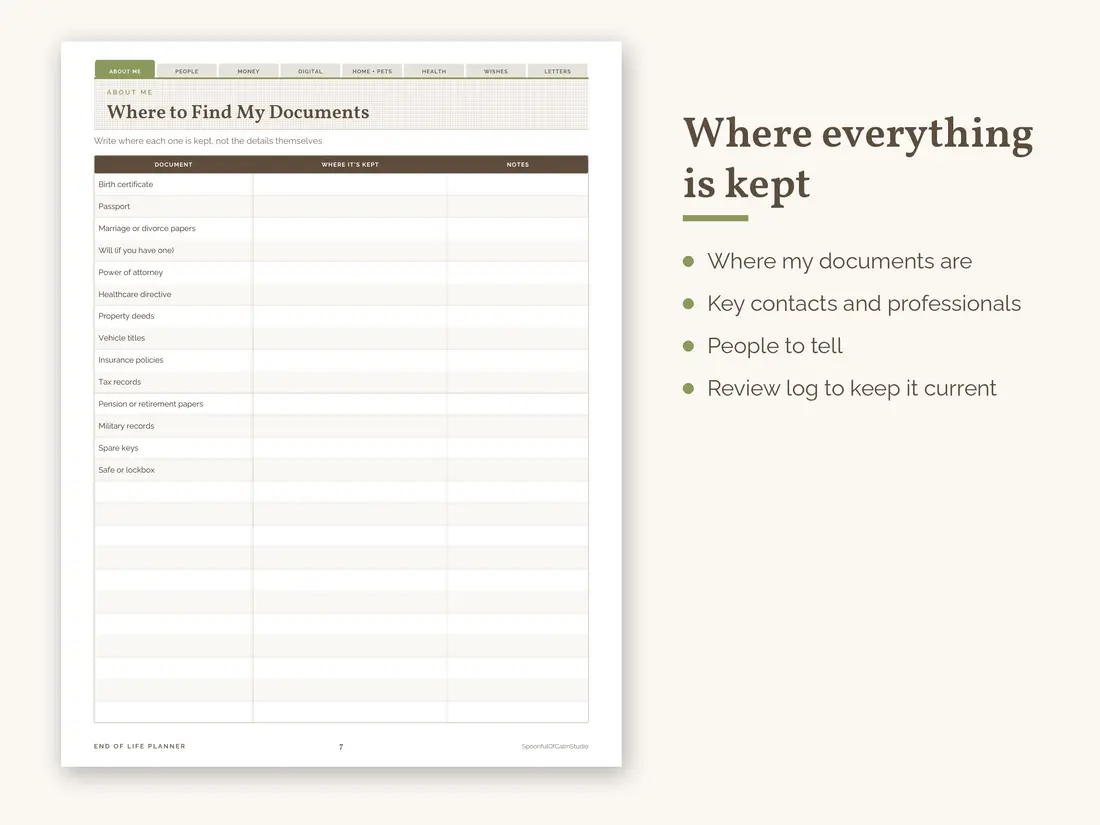 ABOUT ME
PEOPLE
MONEY
DIGITAL
HOME + PETS
HEALTH
WISHES
LETTERS
ABOUT ME
Where to Find My Documents
Write where each one is kept, not the details themselves
DOCUMENT WHERE IT'S KEPT NOTES
Birth certificate
Passport
Marriage or divorce papers
Will (if you have one)
Power of attorney
Healthcare directive
Property deeds
Vehicle titles
Insurance policies
Tax records
Pension or retirement papers
Military records
Spare keys
Safe or lockbox
END OF LIFE PLANNER 7 SpoonfulOfCalmStudio
Where everything
is kept
Where my documents are
Key contacts and professionals
People to tell
Review log to keep it current